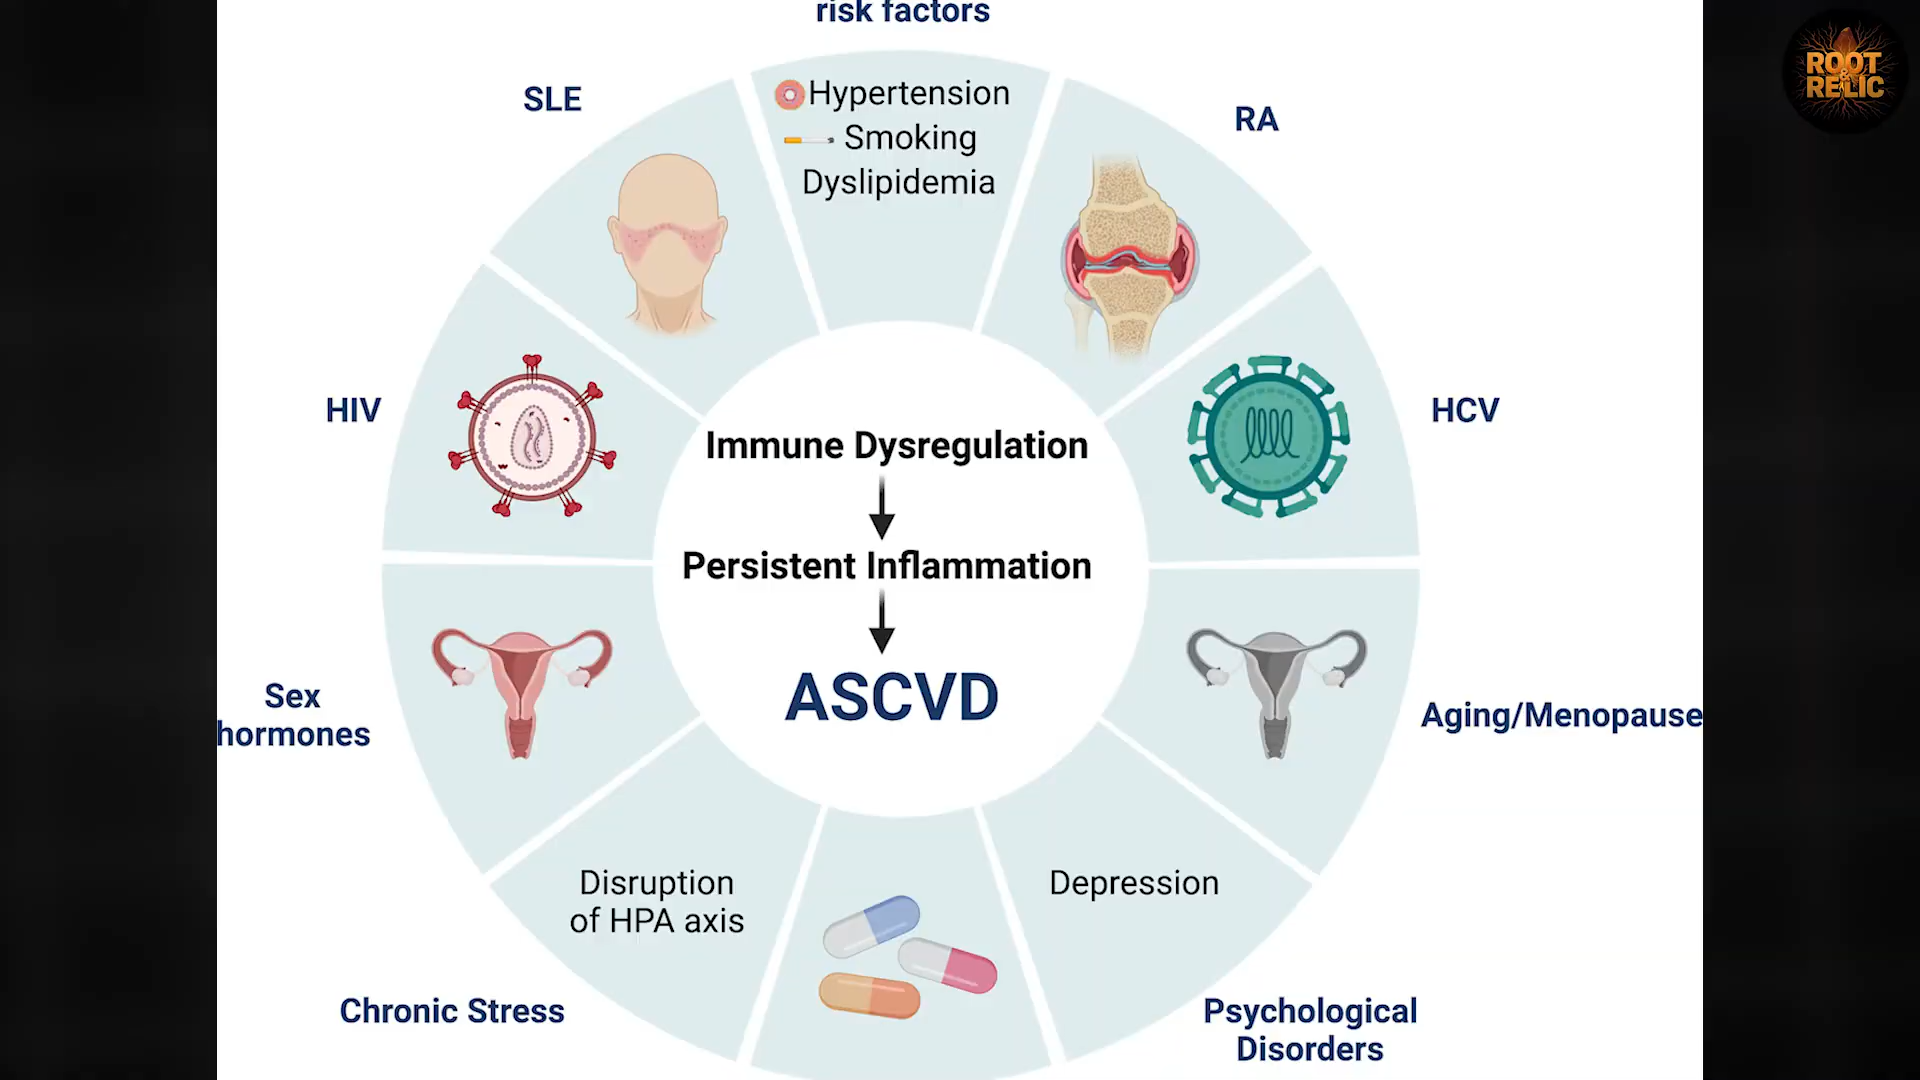 risk factors
ROOT
&
RELIC
SLE
Hypertension
Smoking
Dyslipidemia
RA
HIV
HCV
Immune Dysregulation
Persistent Inflammation
ASCVD
Sex
hormones
Aging/Menopause
Disruption
of HPA axis
Depression
Chronic Stress
Psychological
Disorders